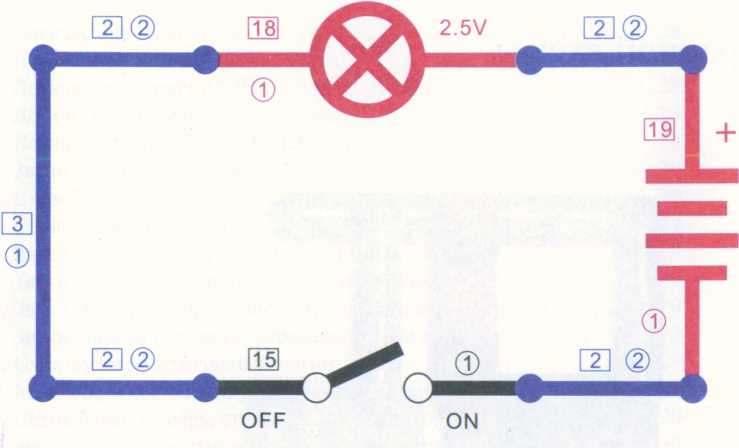 2 ② 18 2.5V 2 ②
①
19 +
3
①
①
2 ② 15 ① 2 ②
OFF ON